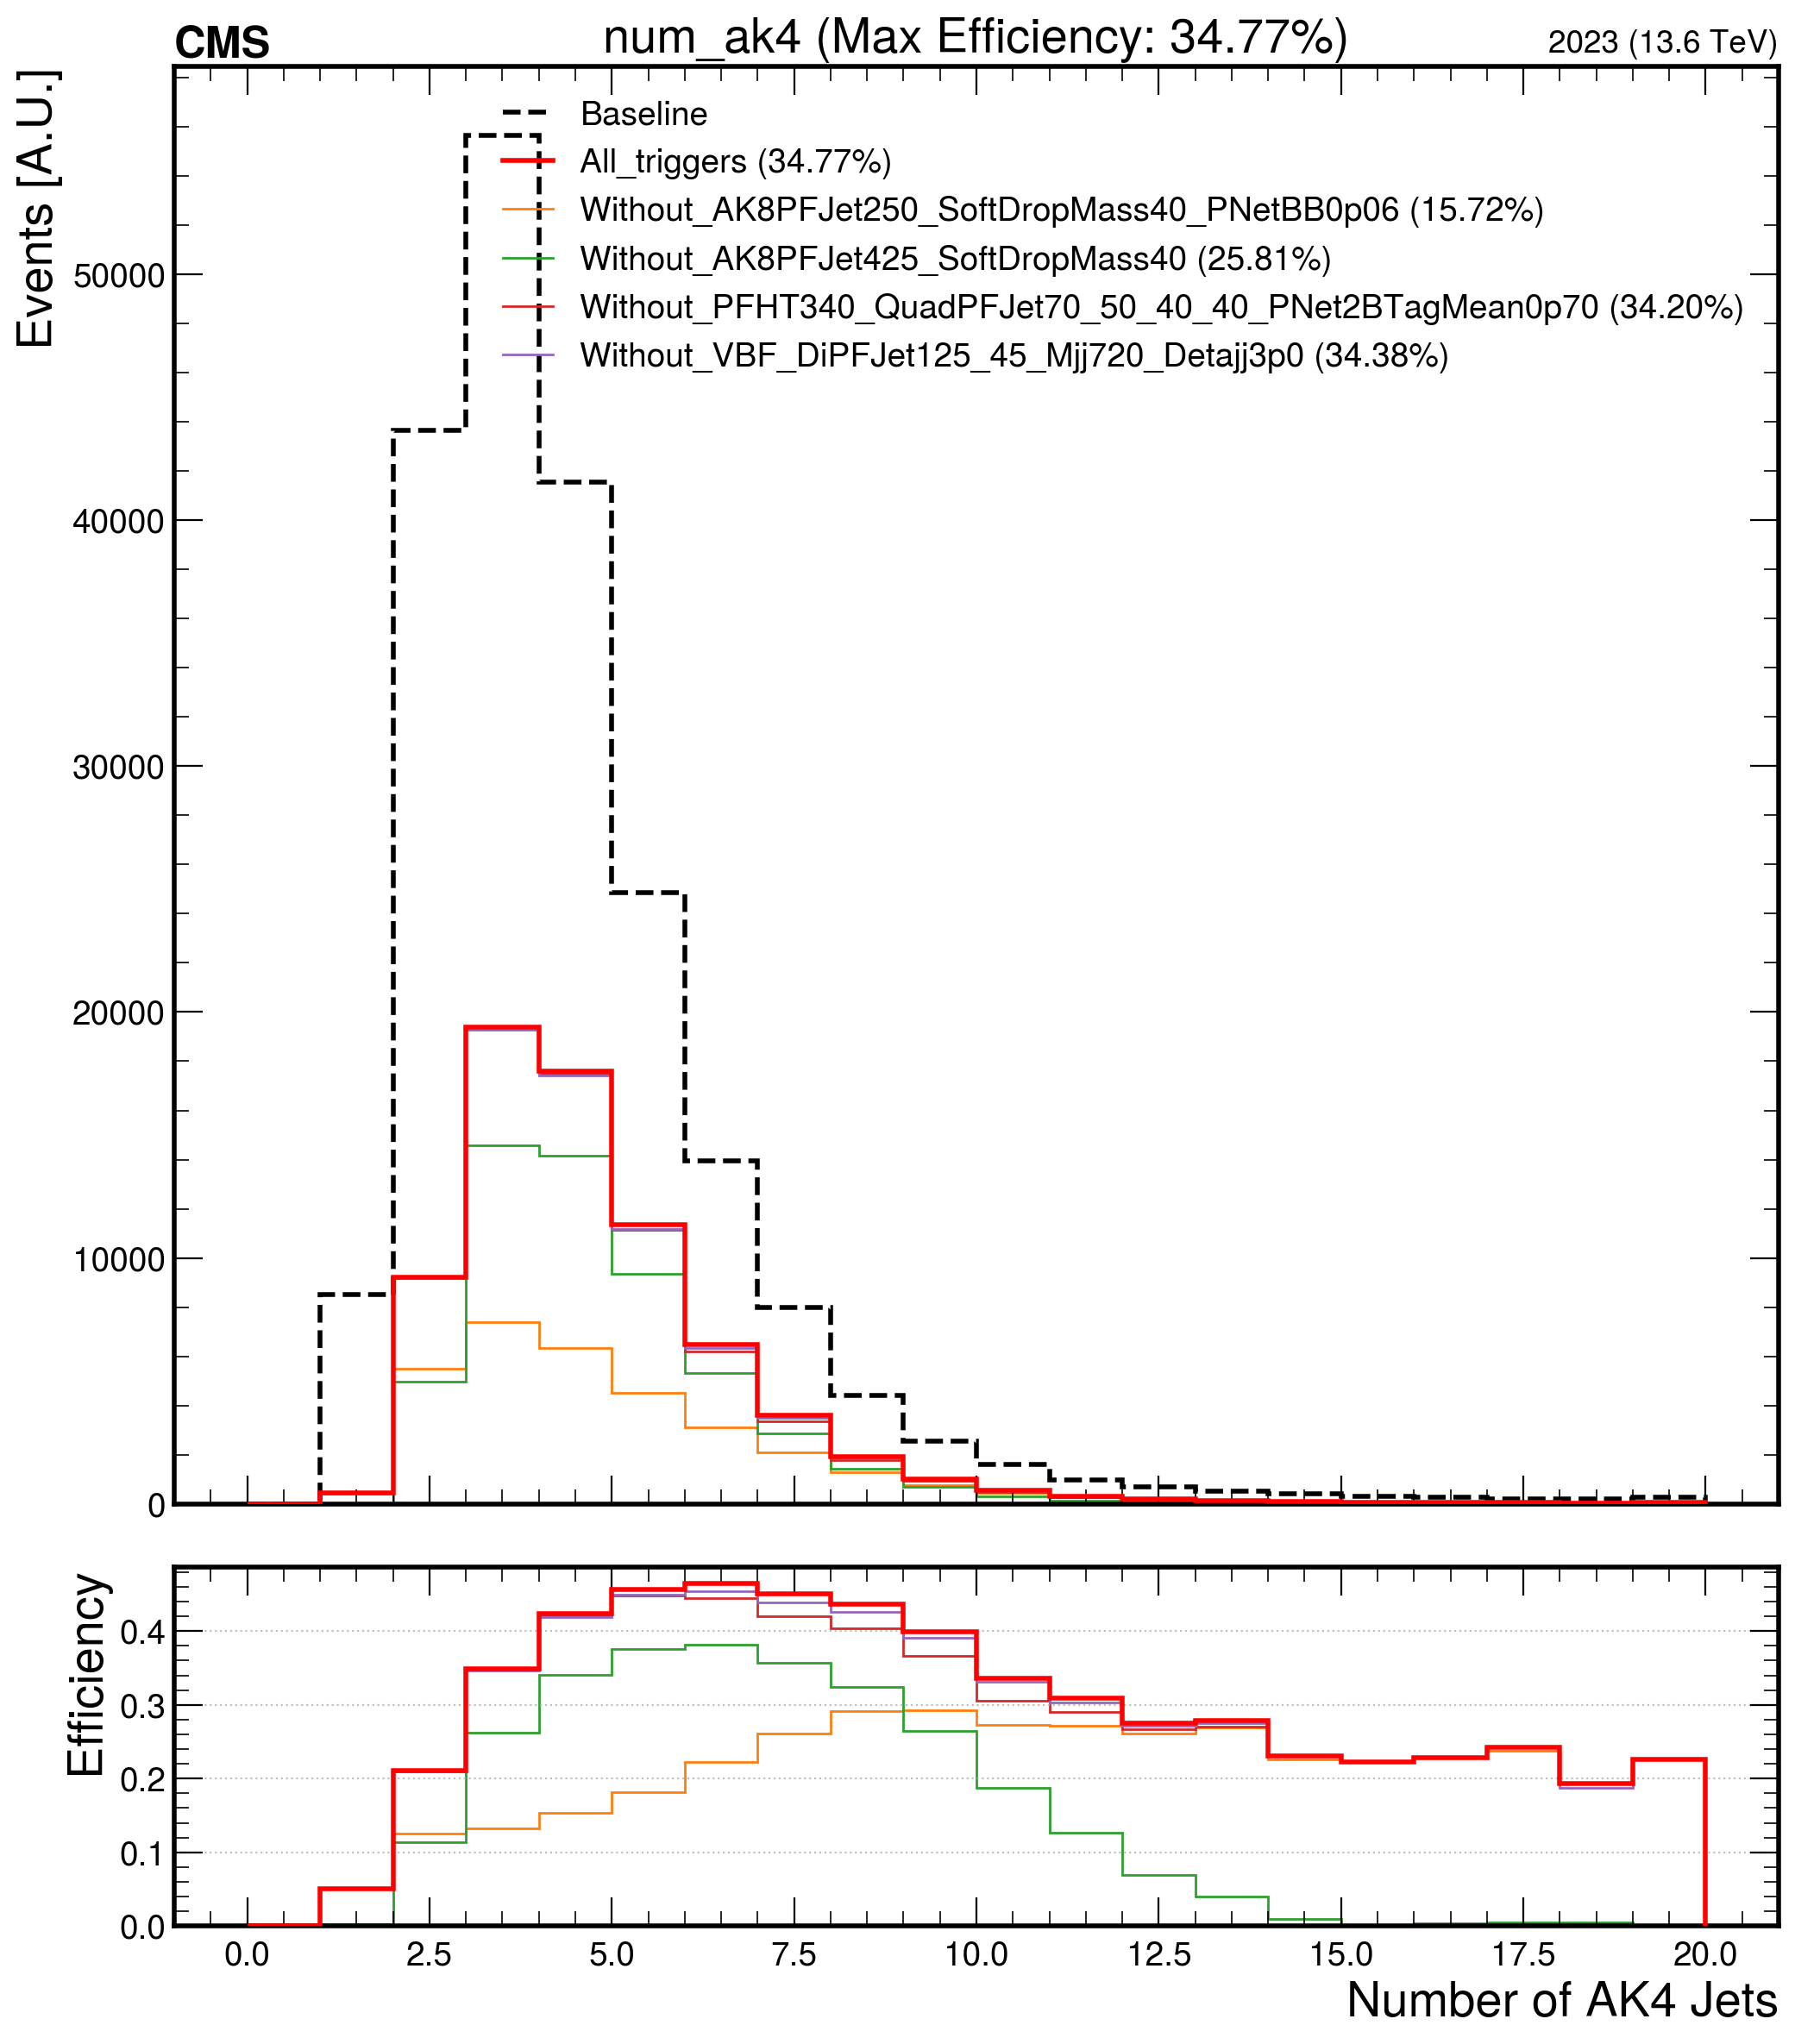 CMS num_ak4 (Max Efficiency: 34.77%) 2023 (13.6 TeV)
Events [A.U.]
Baseline
All_triggers (34.77%)
Without_AK8PFJet250_SoftDropMass40_PNetBB0p06 (15.72%)
Without_AK8PFJet425_SoftDropMass40 (25.81%)
Without_PFHT340_QuadPFJet70_50_40_40_PNet2BTagMean0p70 (34.20%)
Without_VBF_DiPFJet125_45_Mjj720_Detajj3p0 (34.38%)
50000
40000
30000
20000
10000
0
Efficiency
0.4
0.3
0.2
0.1
0.0
0.0 2.5 5.0 7.5 10.0 12.5 15.0 17.5 20.0
Number of AK4 Jets